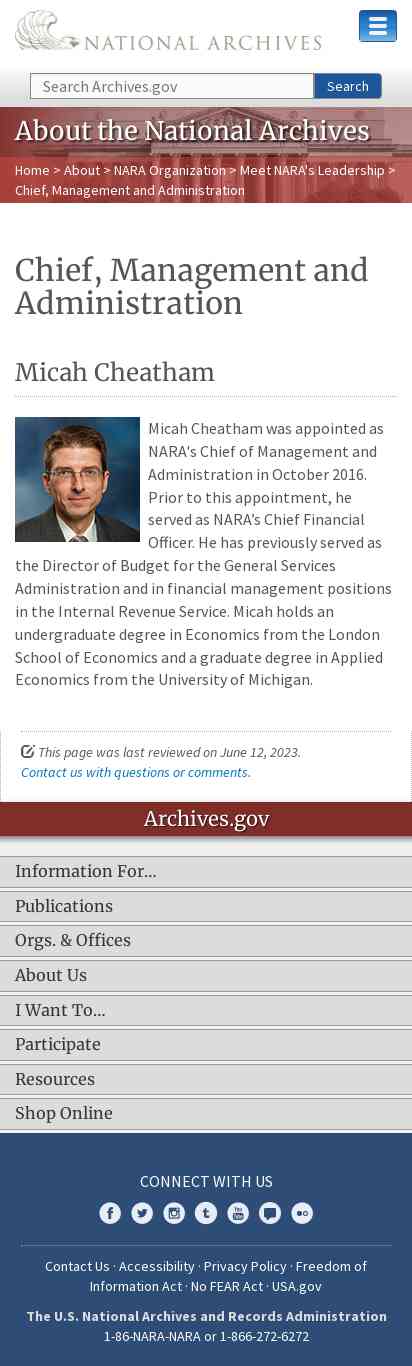 NATIONAL ARCHIVES
Search Archives.gov
Search
About the National Archives
Home > About > NARA Organization > Meet NARA's Leadership >
Chief, Management and Administration
Chief, Management and
Administration
Micah Cheatham
Micah Cheatham was appointed as
NARA's Chief of Management and
Administration in October 2016.
Prior to this appointment, he
served as NARA’s Chief Financial
Officer. He has previously served as
the Director of Budget for the General Services
Administration and in financial management positions
in the Internal Revenue Service. Micah holds an
undergraduate degree in Economics from the London
School of Economics and a graduate degree in Applied
Economics from the University of Michigan.
This page was last reviewed on June 12, 2023.
Contact us with questions or comments.
Archives.gov
Information For…
Publications
Orgs. & Offices
About Us
I Want To…
Participate
Resources
Shop Online
CONNECT WITH US
Contact Us · Accessibility · Privacy Policy · Freedom of
Information Act · No FEAR Act · USA.gov
The U.S. National Archives and Records Administration
1-86-NARA-NARA or 1-866-272-6272